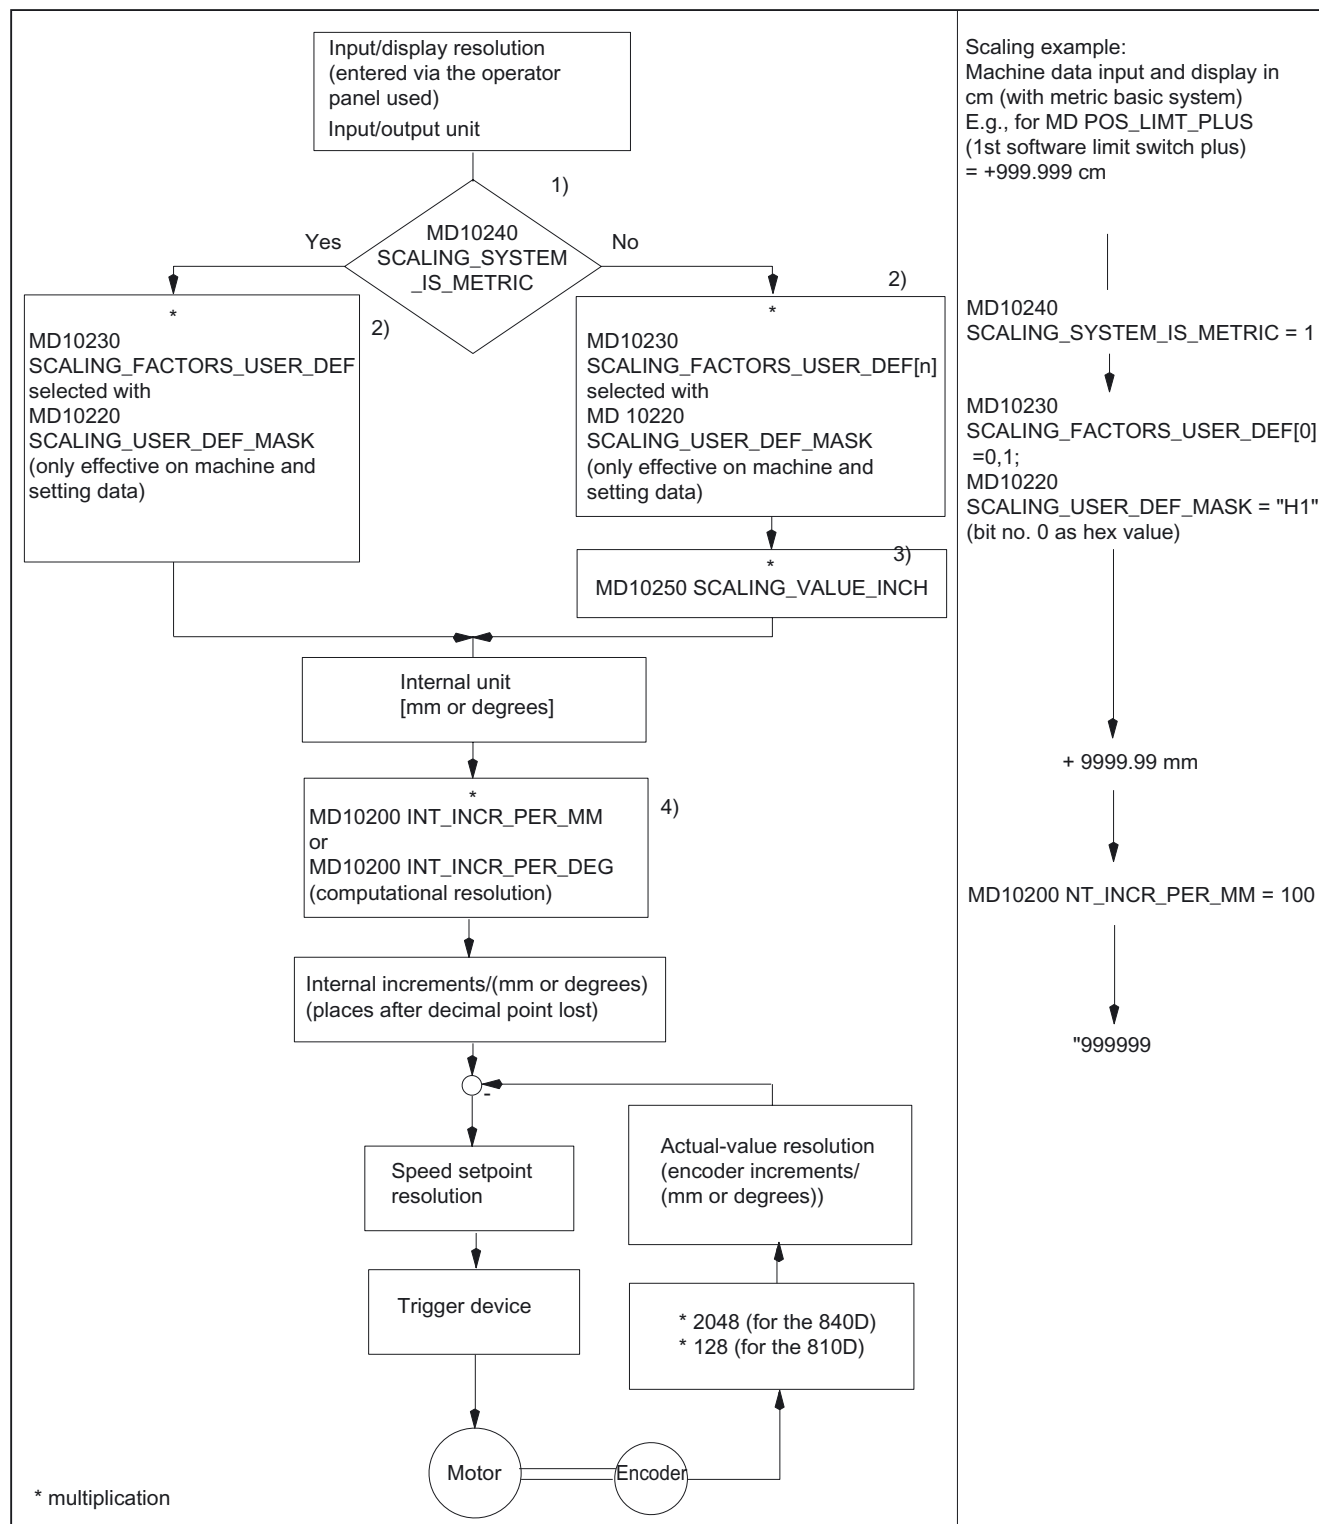 Input/display resolution
(entered via the operator
panel used)
Input/output unit
1)
MD10240
SCALING_SYSTEM
_IS_METRIC
Yes
No
2)
*
MD10230
SCALING_FACTORS_USER_DEF
selected with
MD10220
SCALING_USER_DEF_MASK
(only effective on machine and
setting data)
2)
*
MD10230
SCALING_FACTORS_USER_DEF[n]
selected with
MD 10220
SCALING_USER_DEF_MASK
(only effective on machine and
setting data)
3)
*
MD10250 SCALING_VALUE_INCH
Internal unit
[mm or degrees]
*
MD10200 INT_INCR_PER_MM
or
MD10200 INT_INCR_PER_DEG
(computational resolution)
4)
Internal increments/(mm or degrees)
(places after decimal point lost)
-
Speed setpoint
resolution
Trigger device
Motor
Encoder
* 2048 (for the 840D)
* 128 (for the 810D)
Actual-value resolution
(encoder increments/
(mm or degrees))
* multiplication
Scaling example:
Machine data input and display in
cm (with metric basic system)
E.g., for MD POS_LIMT_PLUS
(1st software limit switch plus)
= +999.999 cm
MD10240
SCALING_SYSTEM_IS_METRIC = 1
MD10230
SCALING_FACTORS_USER_DEF[0]
=0,1;
MD10220
SCALING_USER_DEF_MASK = "H1"
(bit no. 0 as hex value)
+ 9999.99 mm
MD10200 NT_INCR_PER_MM = 100
"999999